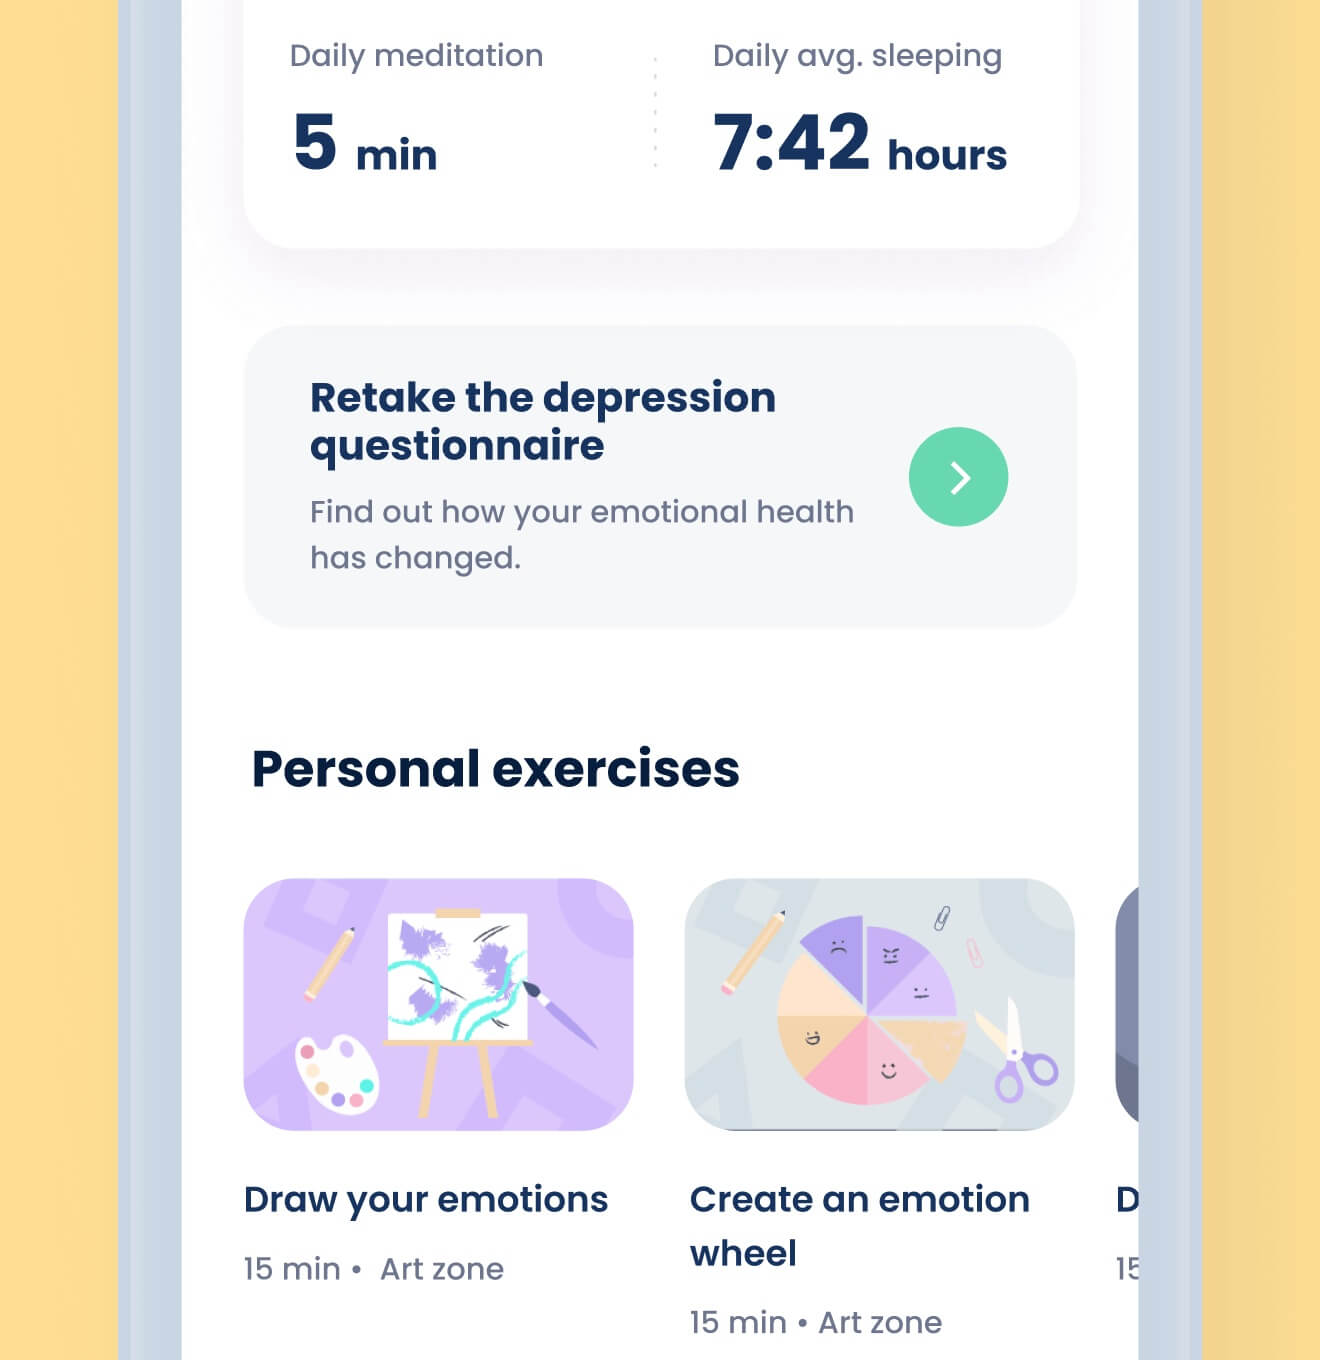 Daily meditation
5 min
Daily avg. sleeping
7:42 hours
Retake the depression
questionnaire
Find out how your emotional health
has changed.
Personal exercises
Draw your emotions
15 min • Art zone
Create an emotion
wheel
15 min • Art zone
D
15